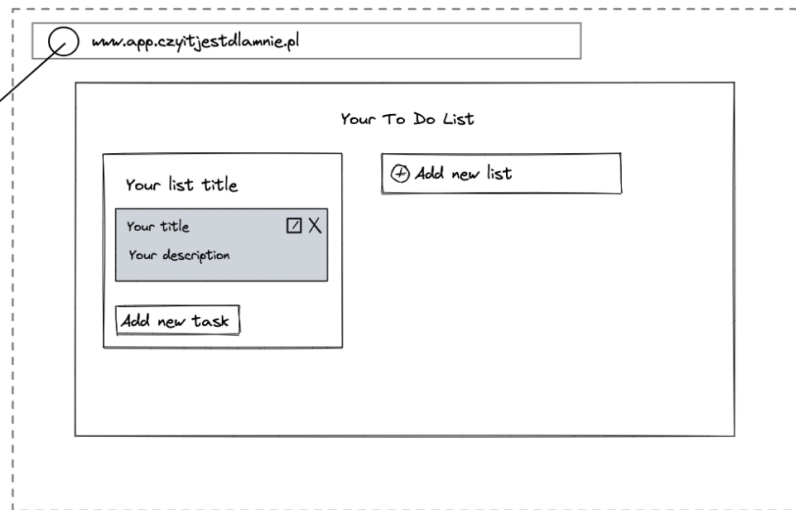 www.app.czyitjestdlamnie.pl
Your To Do List
Your list title
Add new list
Your title
Your description
Add new task